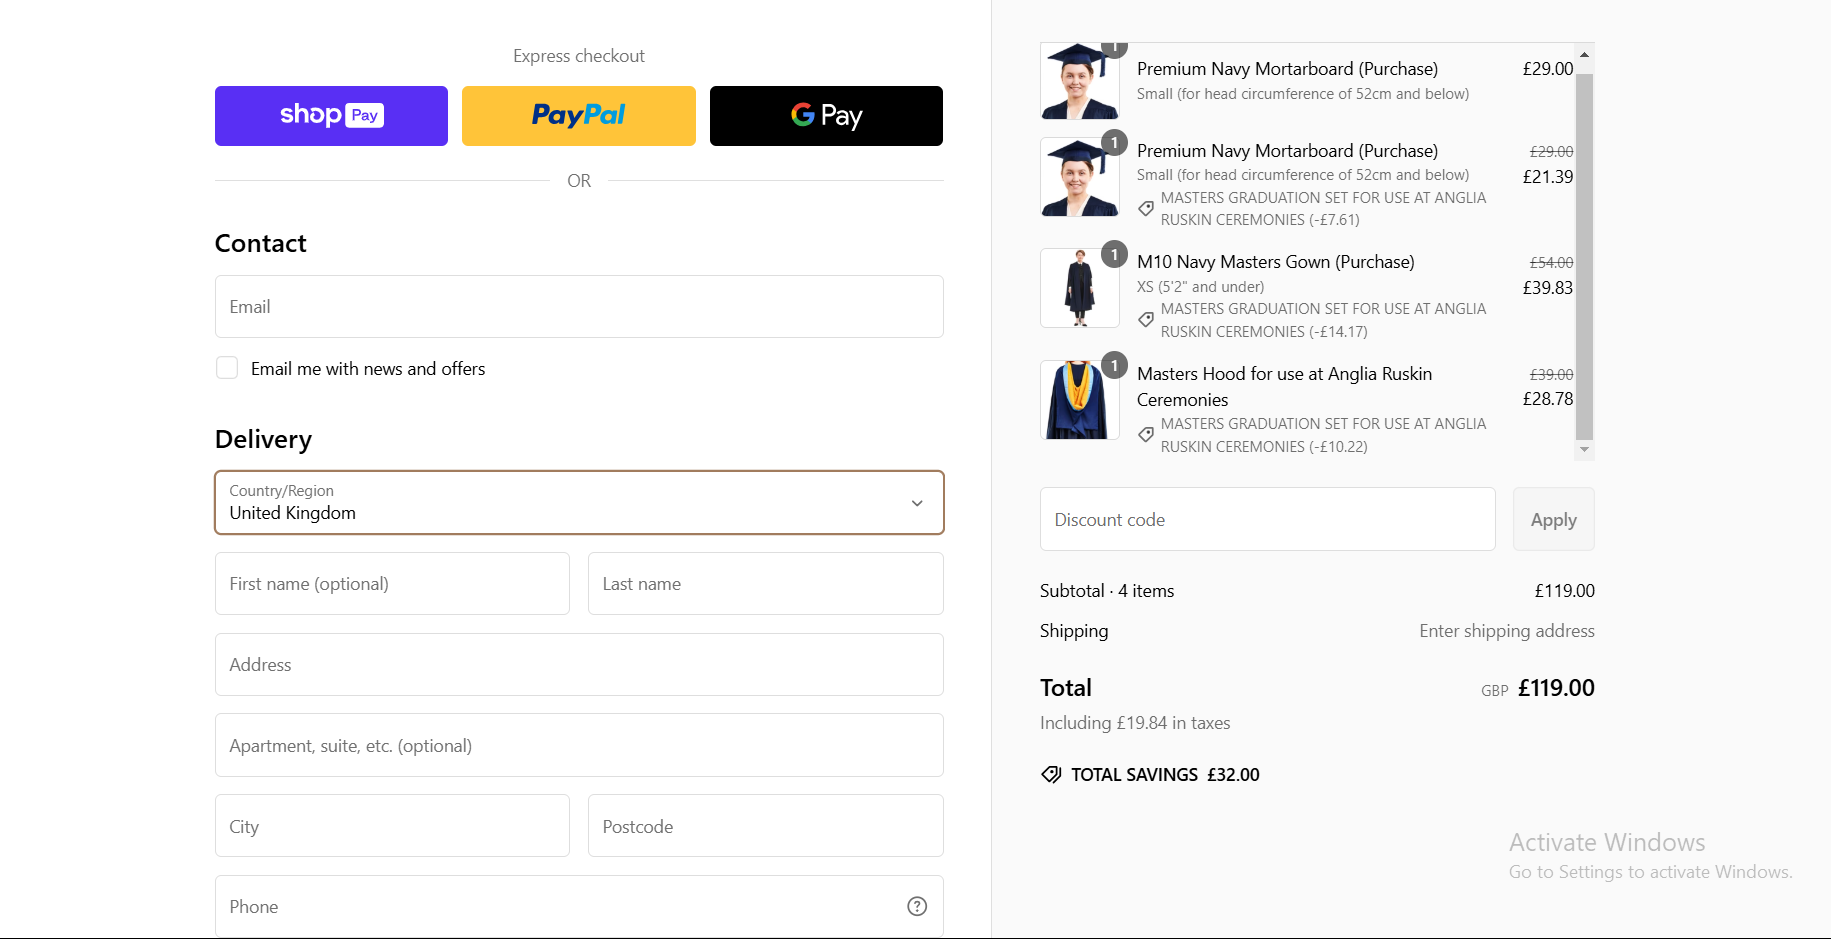 Express checkout
shop Pay
PayPal
G Pay
OR
Contact
Email
Email me with news and offers
Delivery
Country/Region
United Kingdom
First name (optional)
Last name
Address
Apartment, suite, etc. (optional)
City
Postcode
Phone
1
Premium Navy Mortarboard (Purchase)
£29.00
Small (for head circumference of 52cm and below)
1
Premium Navy Mortarboard (Purchase)
£29.00
Small (for head circumference of 52cm and below)
£21.39
MASTERS GRADUATION SET FOR USE AT ANGLIA
RUSKIN CEREMONIES (-£7.61)
1
M10 Navy Masters Gown (Purchase)
£54.00
XS (5'2" and under)
£39.83
MASTERS GRADUATION SET FOR USE AT ANGLIA
RUSKIN CEREMONIES (-£14.17)
1
Masters Hood for use at Anglia Ruskin
£39.00
Ceremonies
£28.78
MASTERS GRADUATION SET FOR USE AT ANGLIA
RUSKIN CEREMONIES (-£10.22)
Discount code
Apply
Subtotal · 4 items
£119.00
Shipping
Enter shipping address
Total
GBP £119.00
Including £19.84 in taxes
TOTAL SAVINGS £32.00
Activate Windows
Go to Settings to activate Windows.